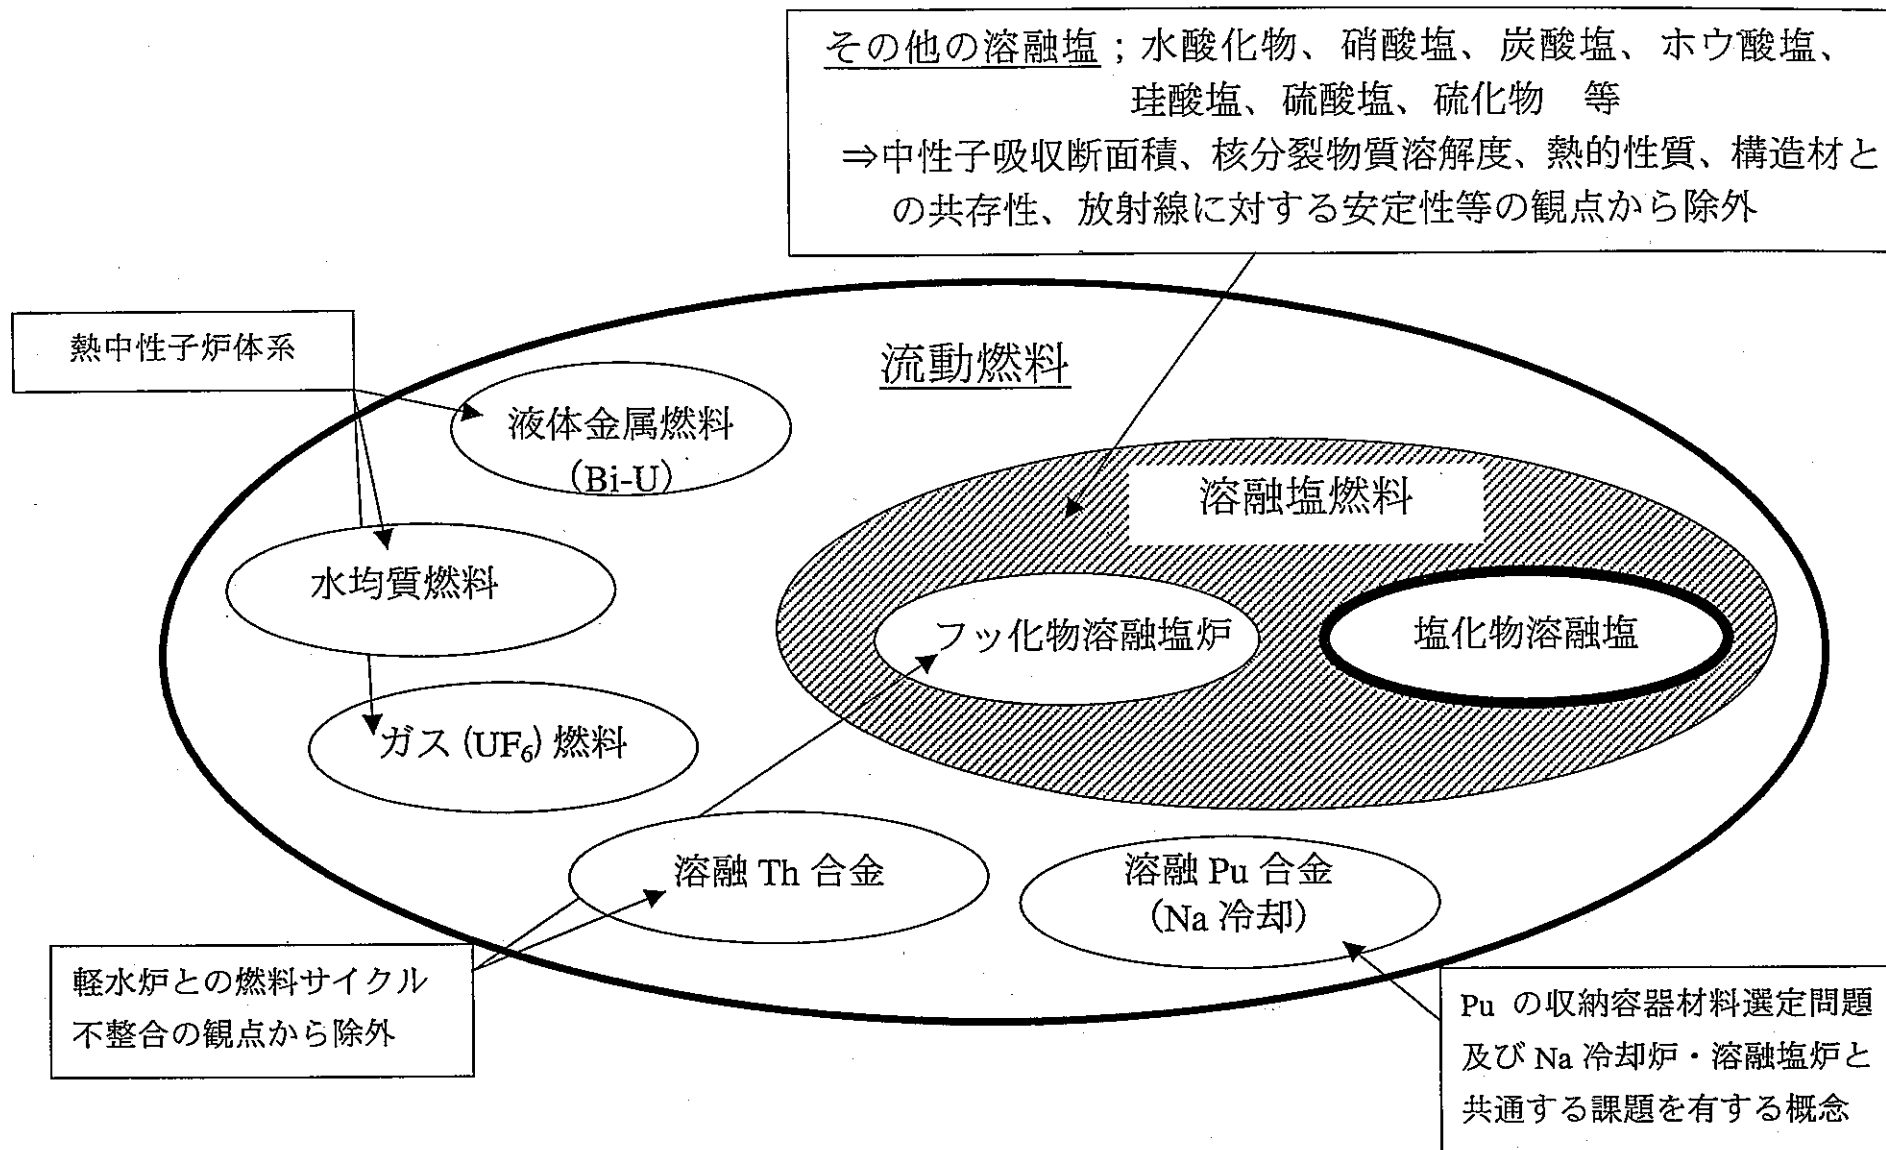 その他の溶融塩；水酸化物、硝酸塩、炭酸塩、ホウ酸塩、
珪酸塩、硫酸塩、硫化物　等
⇒中性子吸収断面積、核分裂物質溶解度、熱的性質、構造材と
の共存性、放射線に対する安定性等の観点から除外
熱中性子炉体系
流動燃料
液体金属燃料
（Bi-U）
溶融塩燃料
水均質燃料
フッ化物溶融塩炉
塩化物溶融塩
ガス（UF₆）燃料
溶融 Th 合金
溶融 Pu 合金
（Na 冷却）
軽水炉との燃料サイクル
不整合の観点から除外
Pu の収納容器材料選定問題
及び Na 冷却炉・溶融塩炉と
共通する課題を有する概念